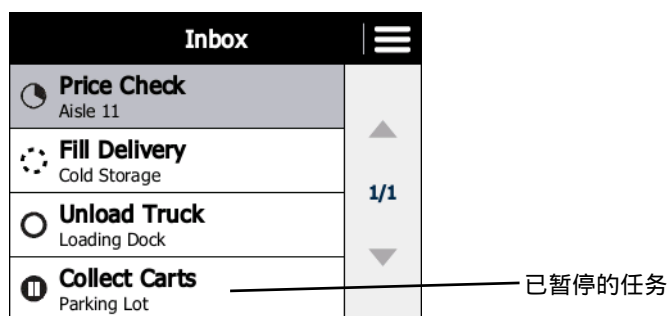 Inbox
Price Check
Aisle 11
Fill Delivery
Cold Storage
1/1
Unload Truck
Loading Dock
Collect Carts
Parking Lot
已暂停的任务